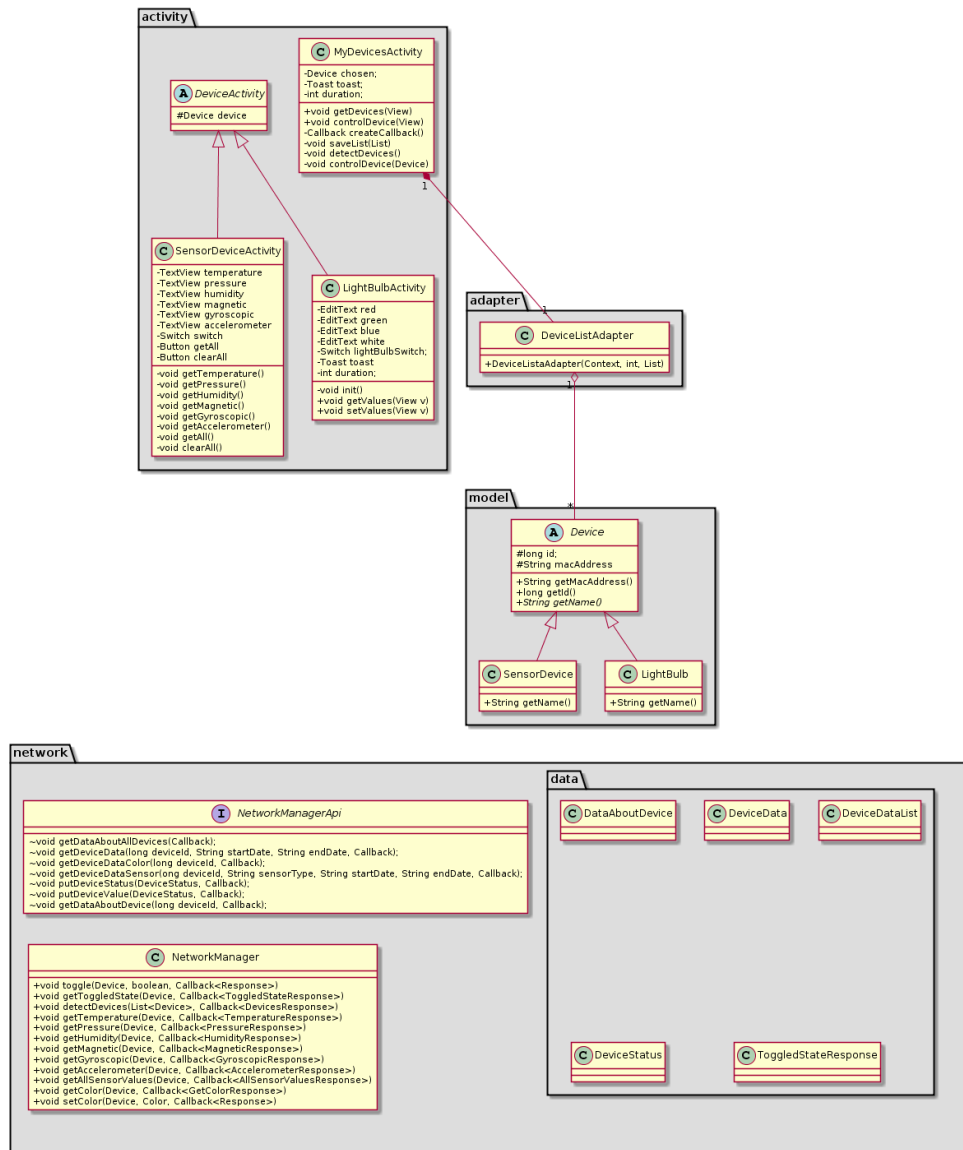 activity
C MyDevicesActivity
-Device chosen;
-Toast toast;
-int duration;
+void getDevices(View)
+void controlDevice(View)
-Callback createCallback()
-void saveList(List)
-void detectDevices()
-void controlDevice(Device)
1
A DeviceActivity
#Device device
C SensorDeviceActivity
-TextView temperature
-TextView pressure
-TextView humidity
-TextView magnetic
-TextView gyroscopic
-TextView accelerometer
-Switch switch
-Button getAll
-Button clearAll
-void getTemperature()
-void getPressure()
-void getHumidity()
-void getMagnetic()
-void getGyroscopic()
-void getAccelerometer()
-void getAll()
-void clearAll()
C LightBulbActivity
-EditText red
-EditText green
-EditText blue
-EditText white
-Switch lightBulbSwitch;
-Toast toast
-int duration;
-void init()
+void getValues(View v)
+void setValues(View v)
adapter
1
C DeviceListAdapter
+DeviceListaAdapter(Context, int, List)
1
model
*
A Device
#long id;
#String macAddress
+String getMacAddress()
+long getId()
+String getName()
C SensorDevice
+String getName()
C LightBulb
+String getName()
network
I NetworkManagerApi
~void getDataAboutAllDevices(Callback);
~void getDeviceData(long deviceId, String startDate, String endDate, Callback);
~void getDeviceDataColor(long deviceId, Callback);
~void getDeviceDataSensor(ong deviceId, String sensorType, String startDate, String endDate, Callback);
~void putDeviceStatus(DeviceStatus, Callback);
~void putDeviceValue(DeviceStatus, Callback);
~void getDataAboutDevice(long deviceId, Callback);
C NetworkManager
+void toggle(Device, boolean, Callback<Response>)
+void getToggledState(Device, Callback<ToggledStateResponse>)
+void detectDevices(List<Device>, Callback<DevicesResponse>)
+void getTemperature(Device, Callback<TemperatureResponse>)
+void getPressure(Device, Callback<PressureResponse>)
+void getHumidity(Device, Callback<HumidityResponse>)
+void getMagnetic(Device, Callback<MagneticResponse>)
+void getGyroscopic(Device, Callback<GyroscopicResponse>)
+void getAccelerometer(Device, Callback<AccelerometerResponse>)
+void getAllSensorValues(Device, Callback<AllSensorValuesResponse>)
+void getColor(Device, Callback<GetColorResponse>)
+void setColor(Device, Color, Callback<Response>)
data
C DataAboutDevice
C DeviceData
C DeviceDataList
C DeviceStatus
C ToggledStateResponse